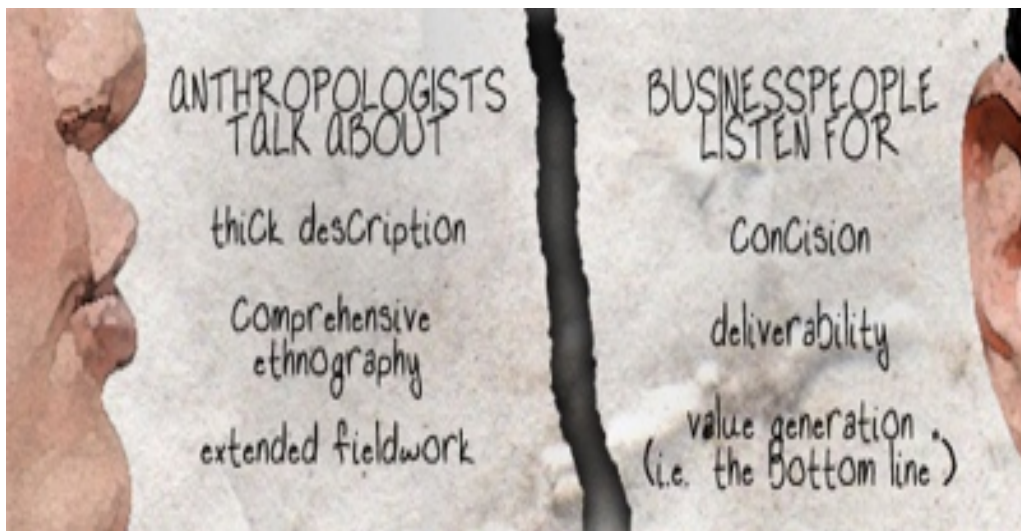 ANTHROPOLOGISTS
TALK ABOUT
thick description
Comprehensive
ethnography
extended fieldwork
BUSINESSPEOPLE
LISTEN FOR
Concision
deliverability
value generation
(i.e. the Bottom line.)